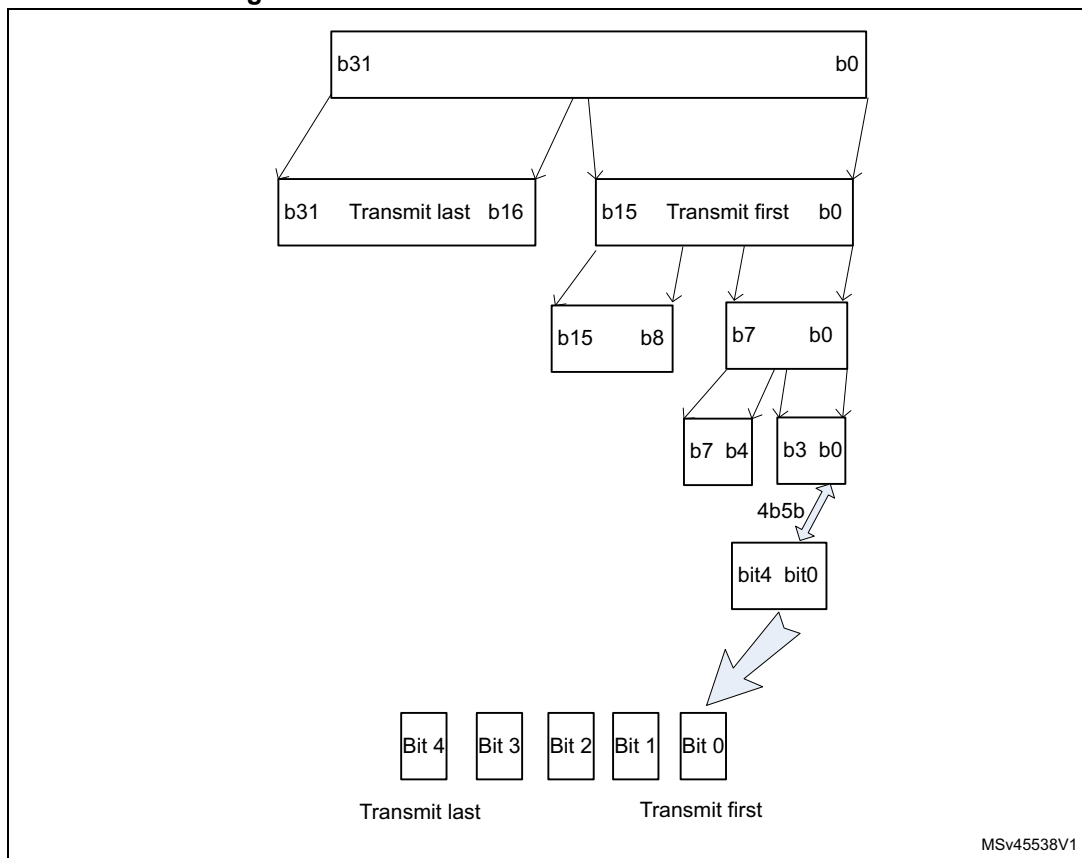 b31 b0
b31 Transmit last b16 b15 Transmit first b0
b15 b8 b7 b0
b7 b4 b3 b0
4b5b
bit4 bit0
Bit 4 Bit 3 Bit 2 Bit 1 Bit 0
Transmit last Transmit first
MSv45538V1